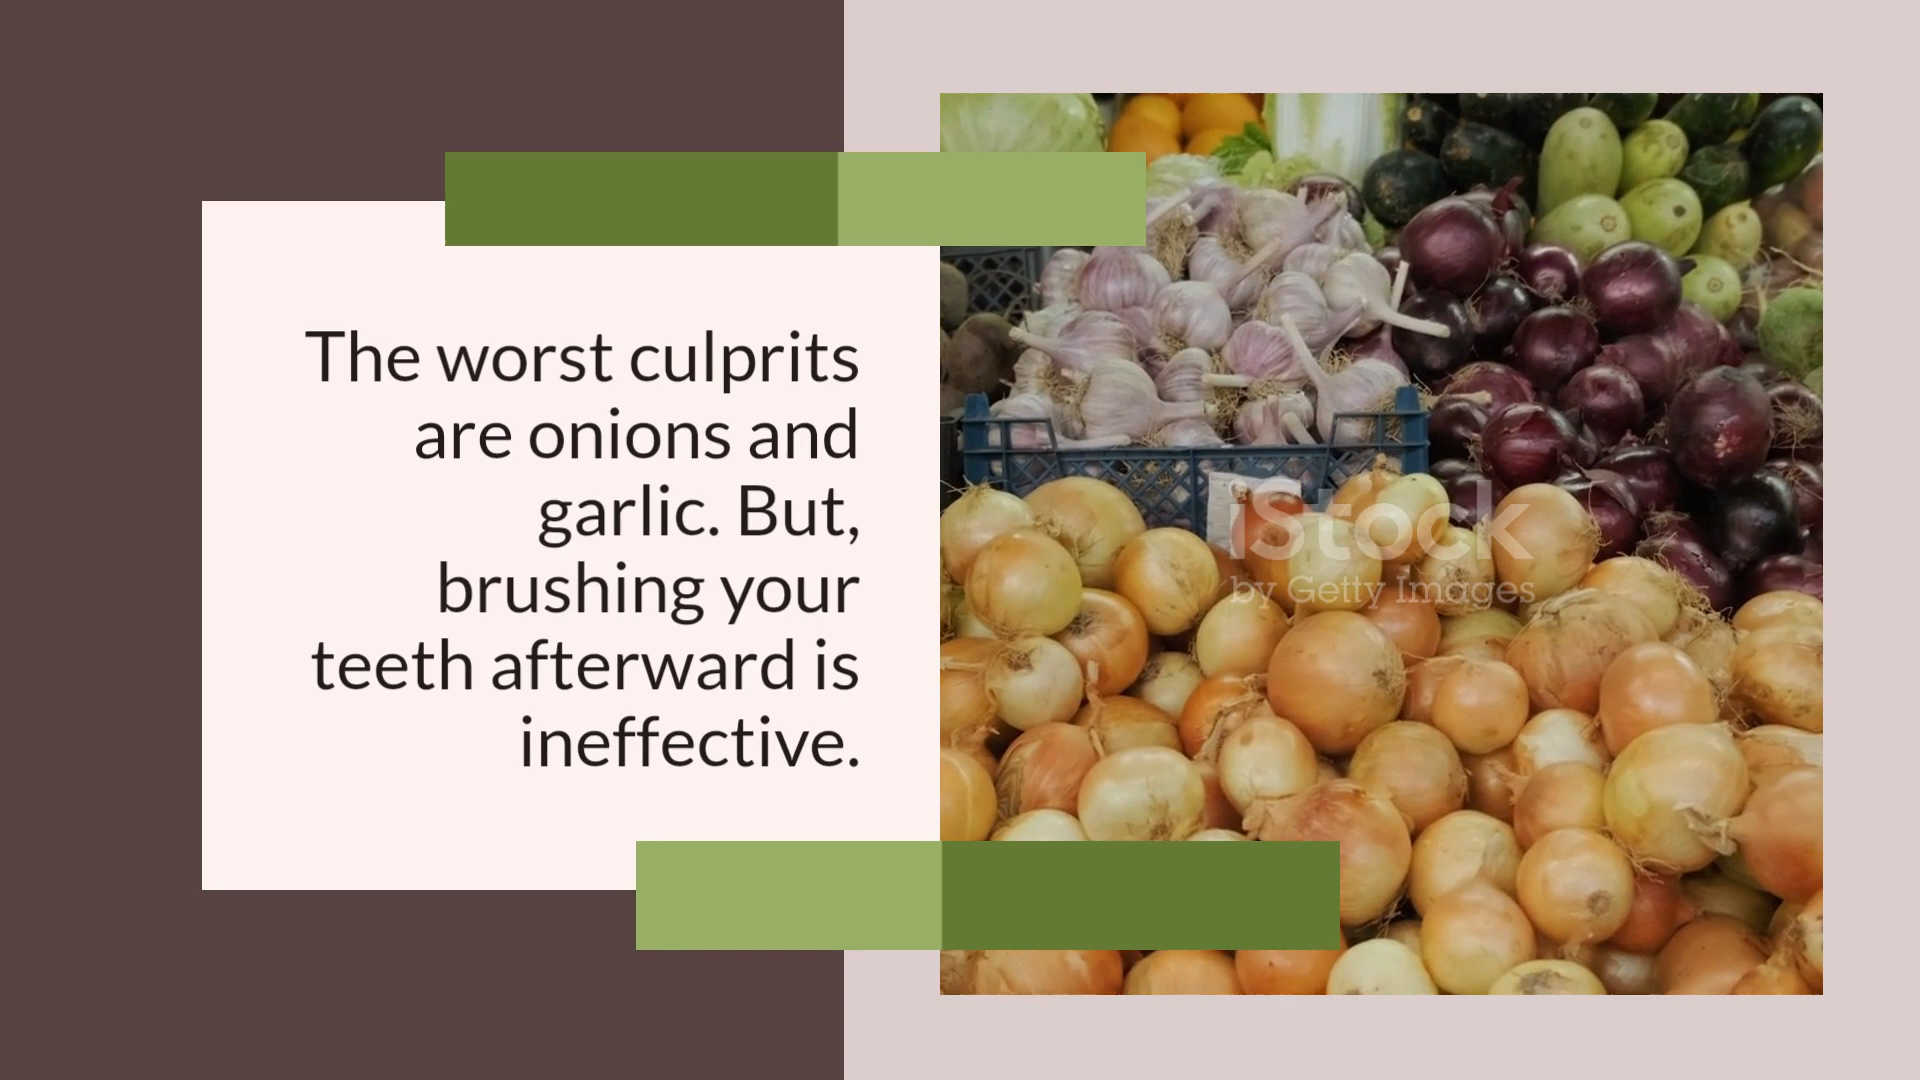 The worst culprits
are onions and
garlic. But,
brushing your
teeth afterward is
ineffective.
iStock
by Getty Images